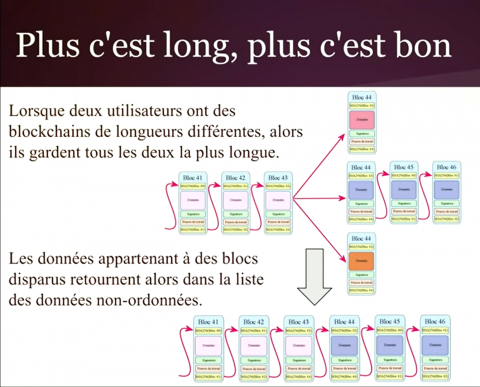 Plus c'est long, plus c'est bon
Lorsque deux utilisateurs ont des
blockchains de longueurs différentes, alors
ils gardent tous les deux la plus longue.
Bloc 44
Données
Signature
Preuve de travail
Bloc 41
Bloc 42
Bloc 43
Données
Données
Données
Signature
Signature
Signature
Preuve de travail
Preuve de travail
Preuve de travail
Bloc 44
Bloc 45
Bloc 46
Données
Données
Données
Signature
Signature
Signature
Preuve de travail
Preuve de travail
Preuve de travail
Bloc 44
Données
Signature
Preuve de travail
Les données appartenant à des blocs
disparus retournent alors dans la liste
des données non-ordonnées.
Bloc 41
Bloc 42
Bloc 43
Bloc 44
Bloc 45
Bloc 46
Données
Données
Données
Données
Données
Données
Signature
Signature
Signature
Signature
Signature
Signature
Preuve de travail
Preuve de travail
Preuve de travail
Preuve de travail
Preuve de travail
Preuve de travail